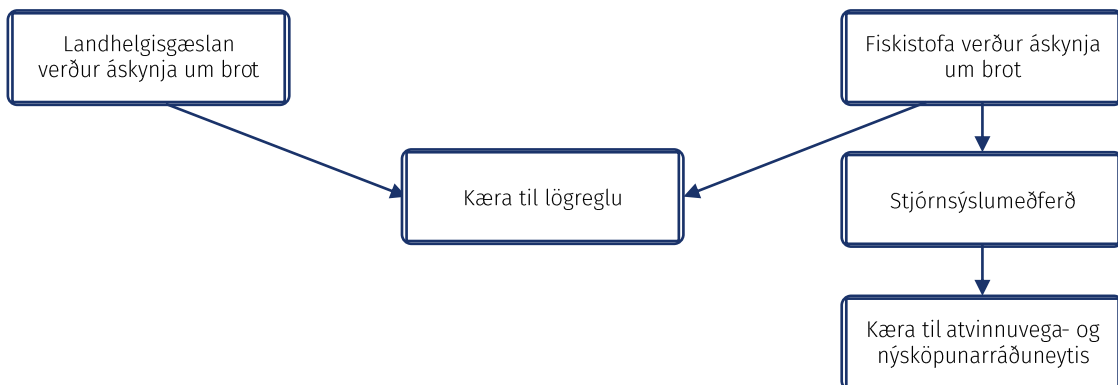 Landhelgisgæslan
verður áskynja um brot
Fiskistofa verður áskynja
um brot
Kæra til lögreglu
Stjórnsýslumeðferð
Kæra til atvinnuvega- og
nýsköpunarráðuneytis